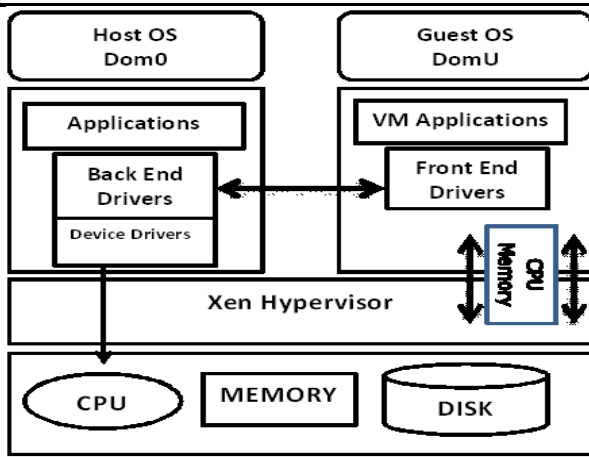 Host OS
Dom0
Guest OS
DomU
Applications
VM Applications
Back End
Drivers
Front End
Drivers
Device Drivers
CPU
Memory
Xen Hypervisor
CPU
MEMORY
DISK